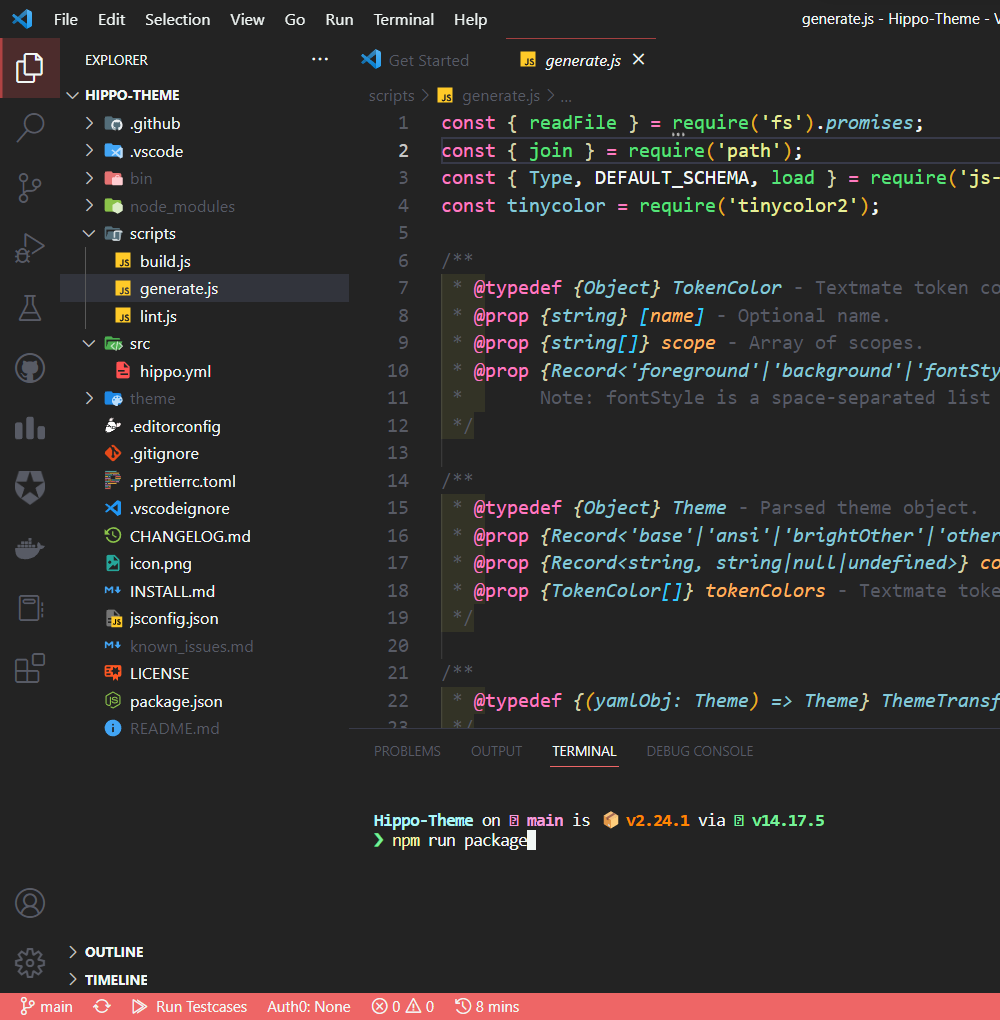 File Edit Selection View Go Run Terminal Help generate.js - Hippo-Theme - V
EXPLORER ...
HIPPO-THEME
.github
.vscode
bin
node_modules
scripts
build.js
generate.js
lint.js
src
hippo.yml
theme
.editorconfig
.gitignore
.prettierrc.toml
.vscodeignore
CHANGELOG.md
icon.png
INSTALL.md
jsconfig.json
known_issues.md
LICENSE
package.json
README.md
OUTLINE
TIMELINE
Get Started JS generate.js
scripts > JS generate.js > ...
1 const { readFile } = require('fs').promises;
2 const { join } = require('path');
3 const { Type, DEFAULT_SCHEMA, load } = require('js-
4 const tinycolor = require('tinycolor2');
5
6 /**
7 * @typedef {Object} TokenColor - Textmate token co
8 * @prop {string} [name] - Optional name.
9 * @prop {string[]} scope - Array of scopes.
10 * @prop {Record<'foreground'|'background'|'fontSty
11 * Note: fontStyle is a space-separated list
12 */
13
14 /**
15 * @typedef {Object} Theme - Parsed theme object.
16 * @prop {Record<'base'|'ansi'|'brightOther'|'other
17 * @prop {Record<string, string|null|undefined>} co
18 * @prop {TokenColor[]} tokenColors - Textmate toke
19 */
20
21 /**
22 * @typedef {(yamlObj: Theme) => Theme} ThemeTransf
23 */
PROBLEMS OUTPUT TERMINAL DEBUG CONSOLE
Hippo-Theme on main is 📦 v2.24.1 via v14.17.5
❯ npm run package
main Run Testcases Auth0: None 0 0 8 mins